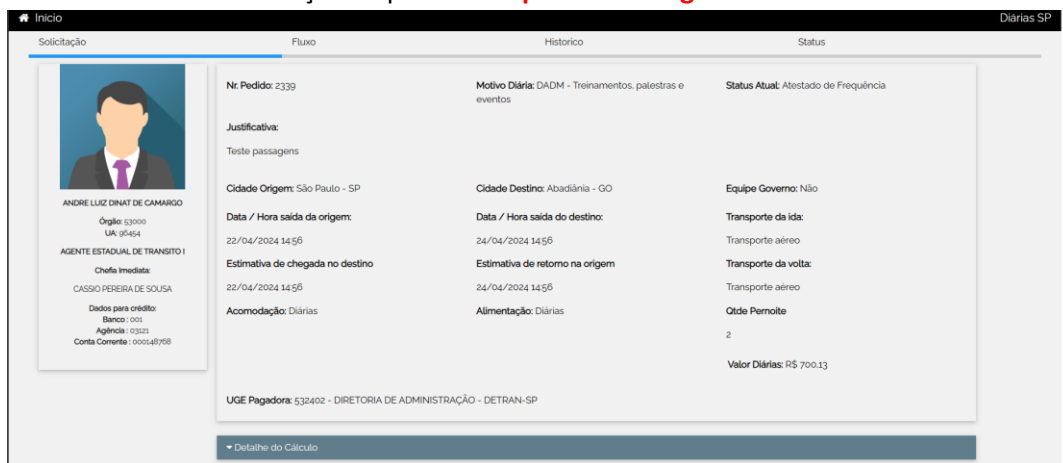 Início
Diárias SP
Solicitação Fluxo Historico Status
ANDRE LUIZ DINAT DE CAMARGO
Órgão: 53000
UA: 96454
AGENTE ESTADUAL DE TRANSITO I
Chefia Imediata:
CASSIO PEREIRA DE SOUSA
Dados para crédito:
Banco : 001
Agência : 03121
Conta Corrente : 000148768
Nr. Pedido: 2339
Motivo Diária: DADM - Treinamentos, palestras e
eventos
Status Atual: Atestado de Frequência
Justificativa:
Teste passagens
Cidade Origem: São Paulo - SP
Cidade Destino: Abadiânia - GO
Equipe Governo: Não
Data / Hora saída da origem:
22/04/2024 14:56
Data / Hora saída do destino:
24/04/2024 14:56
Transporte da ida:
Transporte aéreo
Estimativa de chegada no destino
22/04/2024 14:56
Estimativa de retorno na origem
24/04/2024 14:56
Transporte da volta:
Transporte aéreo
Acomodação: Diárias
Alimentação: Diárias
Qtde Pernoite
2
Valor Diárias: R$ 700,13
UGE Pagadora: 532402 - DIRETORIA DE ADMINISTRAÇÃO - DETRAN-SP
Detalhe do Cálculo